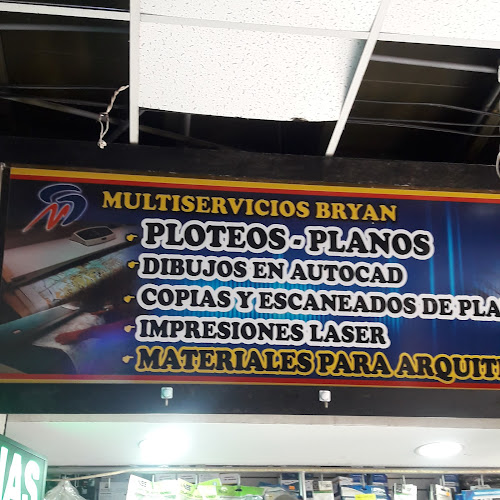 MULTISERVICIOS BRYAN
PLOTEOS - PLANOS
DIBUJOS EN AUTOCAD
COPIAS Y ESCANEADOS DE PLA
IMPRESIONES LASER
MATERIALES PARA ARQUIT